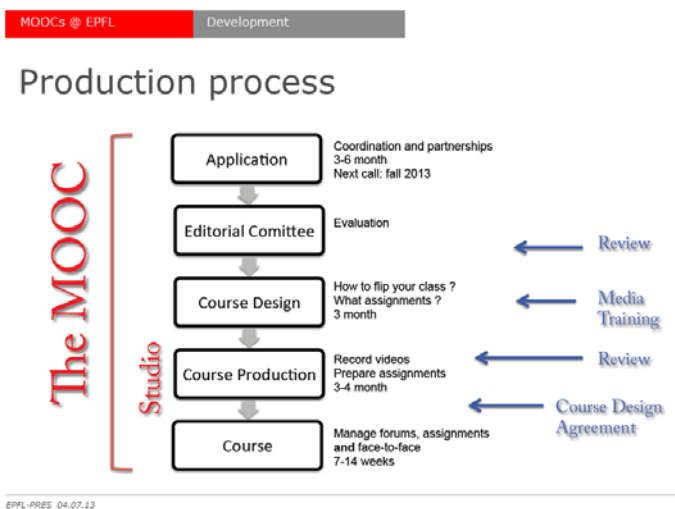 MOOCs @ EPFL
Development
Production process
The MOOC
Studio
Application
Coordination and partnerships
3-6 month
Next call: fall 2013
Editorial Comittee
Evaluation
Review
Course Design
How to flip your class ?
What assignments ?
3 month
Media
Training
Course Production
Record videos
Prepare assignments
3-4 month
Review
Course Design
Agreement
Course
Manage forums, assignments
and face-to-face
7-14 weeks
EPFL-PRES 04.07.13